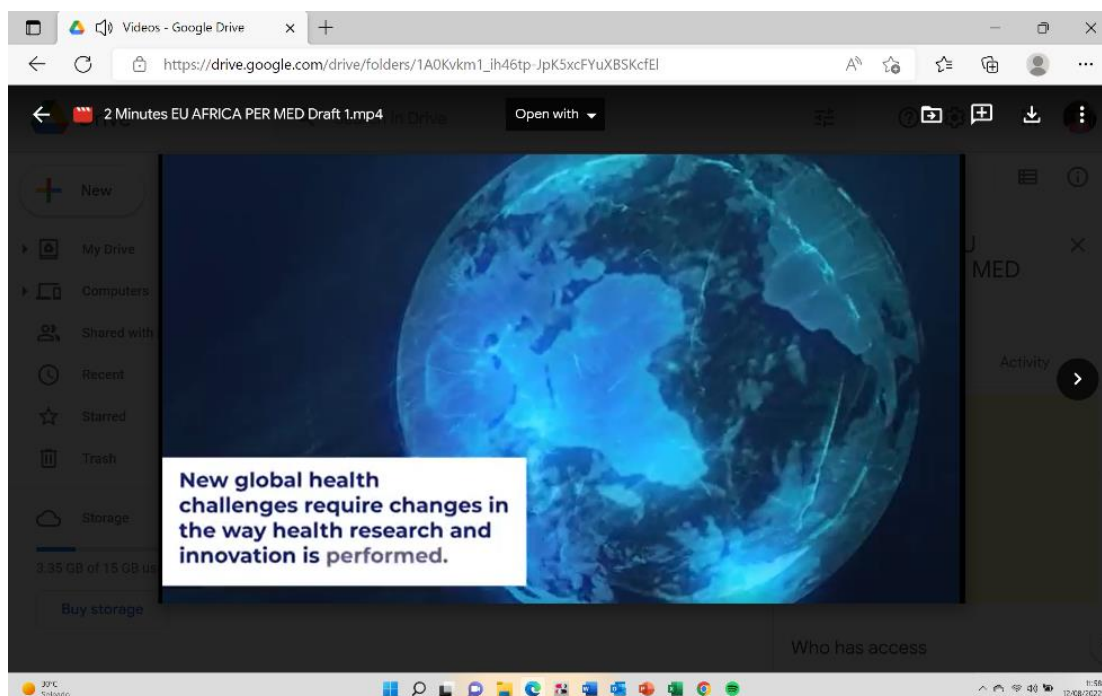 Videos - Google Drive
https://drive.google.com/drive/folders/1A0Kvkm1_ih46tp-JpK5xcFYuXBSKcfEl
2 Minutes EU AFRICA PER MED Draft 1.mp4
Open with
in Drive
New
My Drive
MED
Computers
Shared with
Recent
Activity
Starred
Trash
New global health
challenges require changes in
the way health research and
innovation is performed.
Storage
3.35 GB of 15 GB us
Buy storage
Who has access
30°C